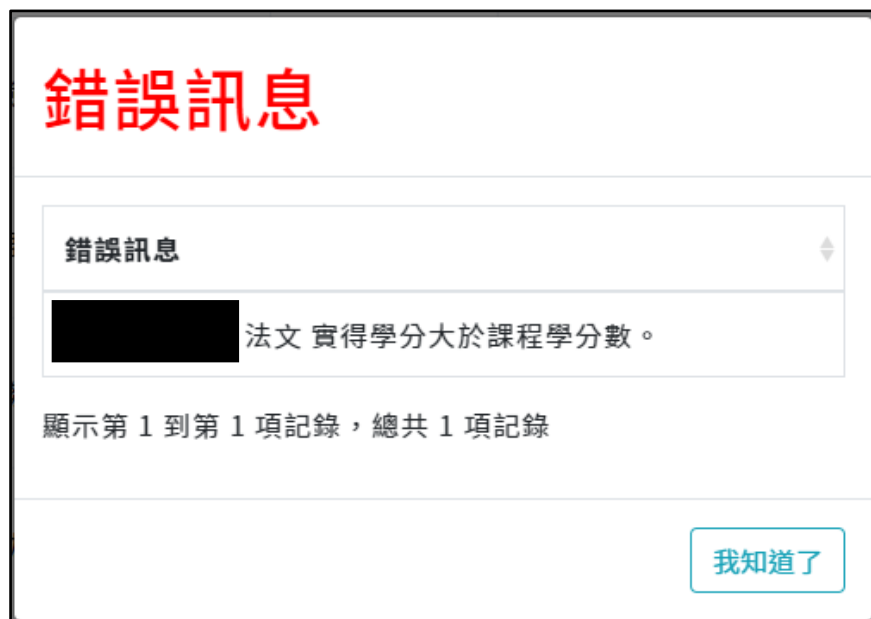 錯誤訊息
錯誤訊息
法文 實得學分大於課程學分數。
顯示第 1 到第 1 項記錄，總共 1 項記錄
我知道了